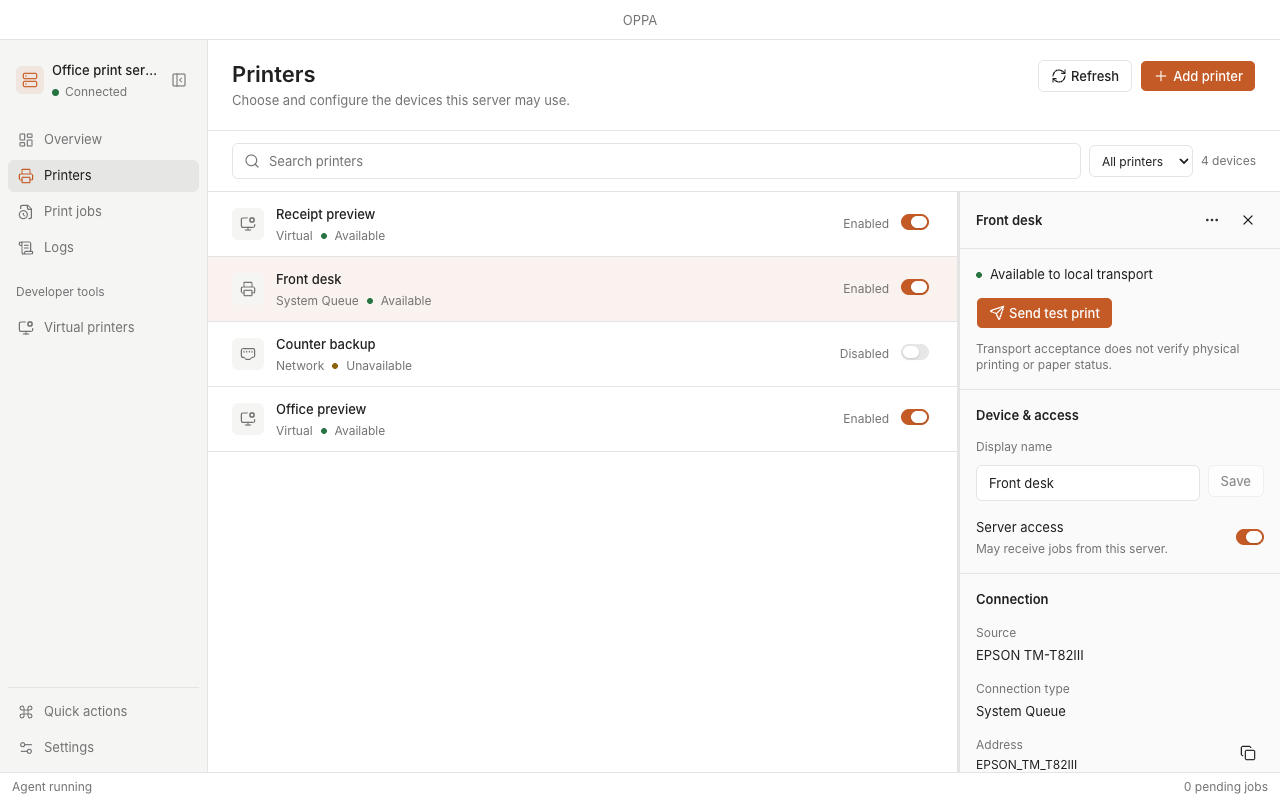 OPPA
Office print ser...
Connected
Overview
Printers
Print jobs
Logs
Developer tools
Virtual printers
Quick actions
Settings
Printers
Choose and configure the devices this server may use.
Refresh
Add printer
Search printers
All printers
4 devices
Receipt preview
Virtual Available
Enabled
Front desk
System Queue Available
Enabled
Counter backup
Network Unavailable
Disabled
Office preview
Virtual Available
Enabled
Front desk
Available to local transport
Send test print
Transport acceptance does not verify physical
printing or paper status.
Device & access
Display name
Front desk
Save
Server access
May receive jobs from this server.
Connection
Source
EPSON TM-T82III
Connection type
System Queue
Address
EPSON_TM_T82III
Agent running
0 pending jobs